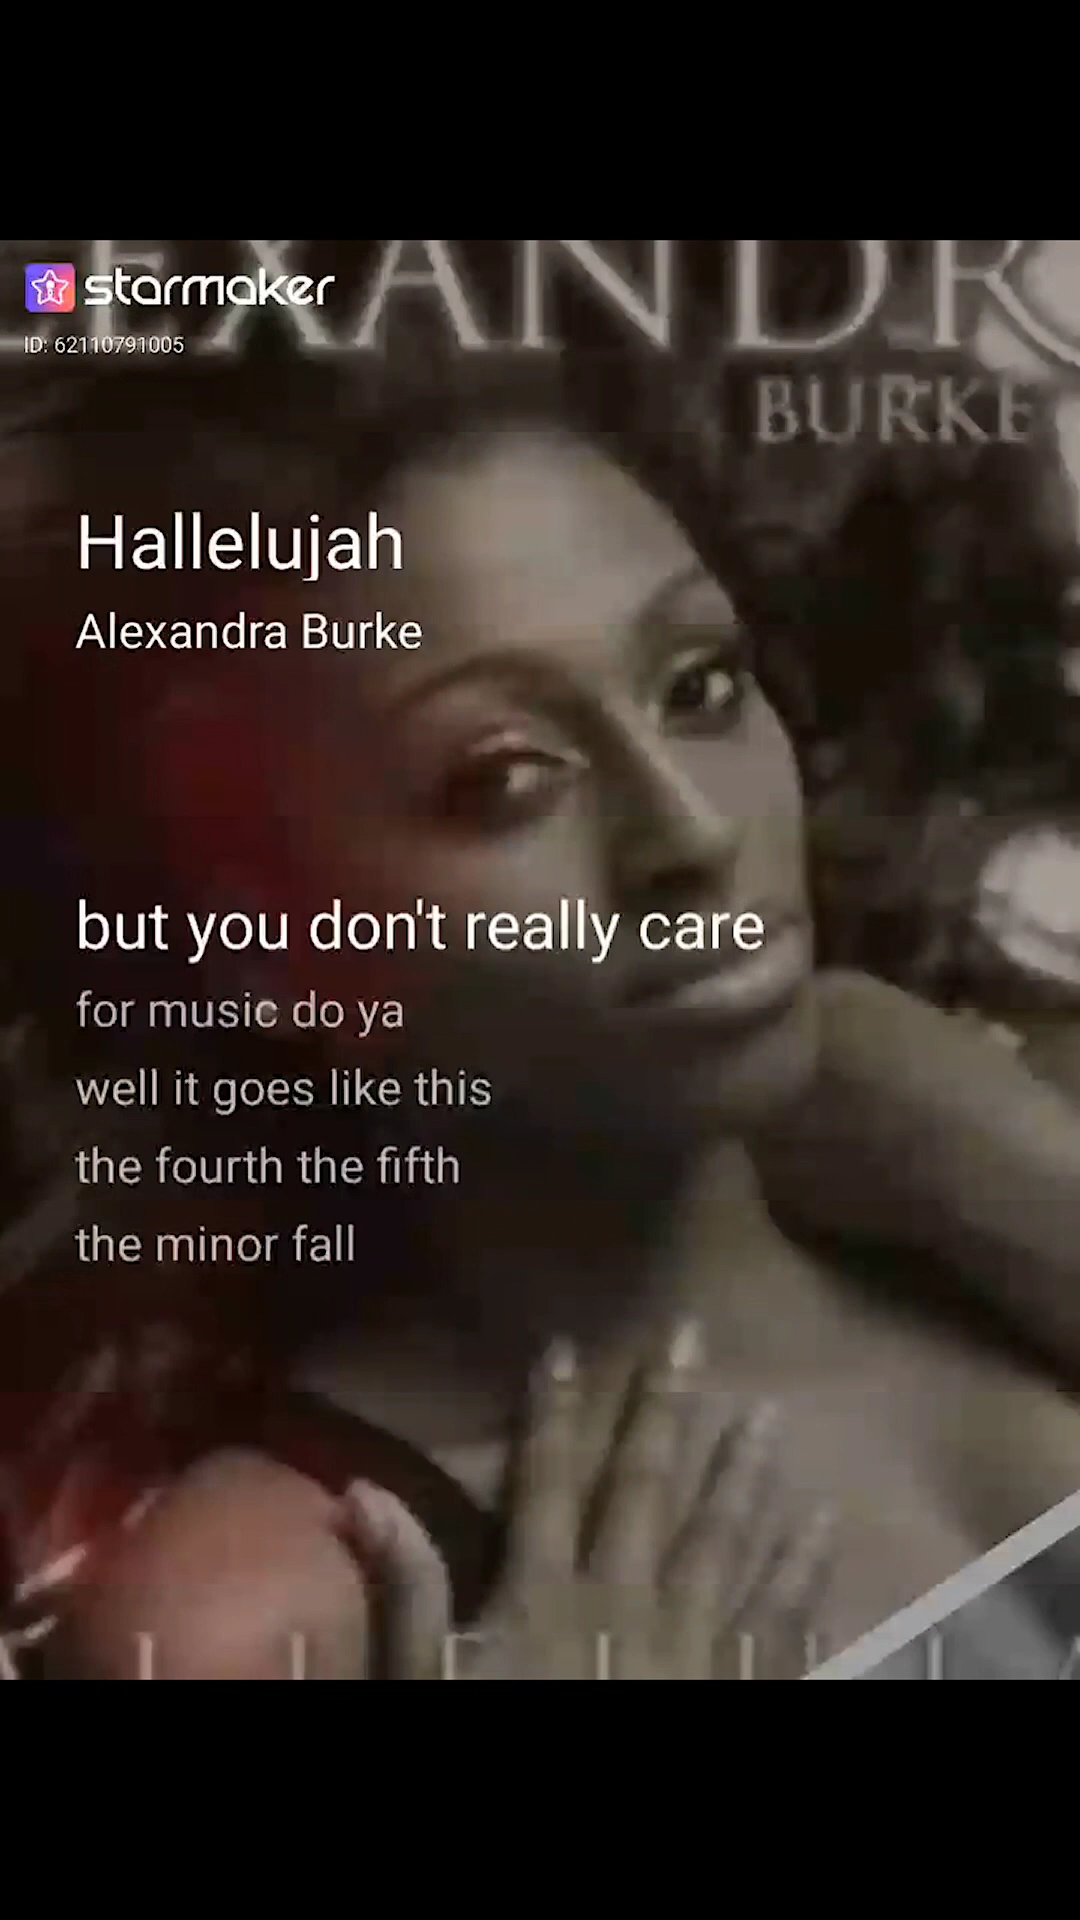 starmaker
ID: 62110791005
EXANDR
BURKE
Hallelujah
Alexandra Burke
but you don't really care
for music do ya
well it goes like this
the fourth the fifth
the minor fall